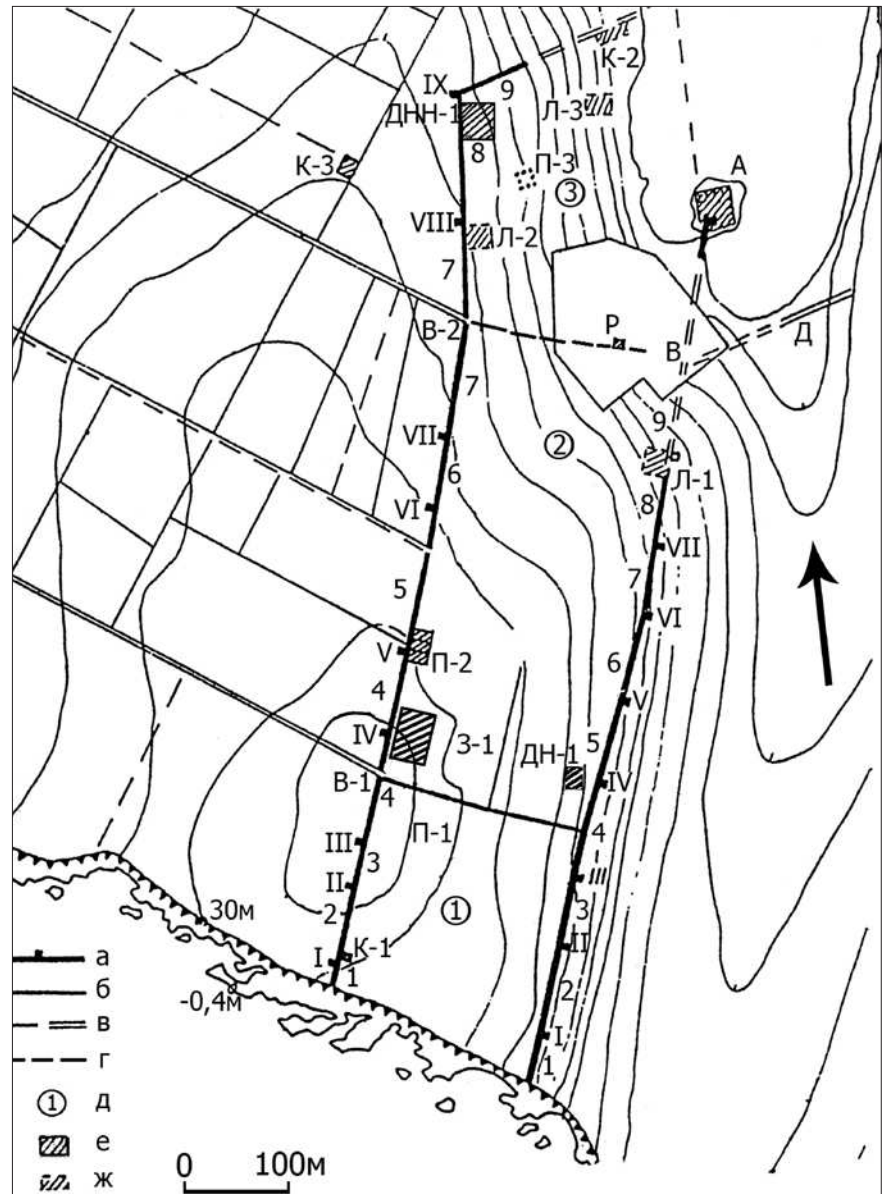 IX
9
К-2
ДНН-1
Л-3
8
К-3
П-3
А
3
VIII
Л-2
7
В-2
Р
В
Д
7
9
VII
2
6
Л-1
VI
8
VII
5
7
VI
V
П-2
6
4
V
IV
З-1
ДН-1
5
В-1
IV
4
4
III
П-1
3
III
II
3
2
1
II
30м
I
К-1
2
1
-0,4м
I
1
а
б
в
г
1 д
е
ж
0 100м